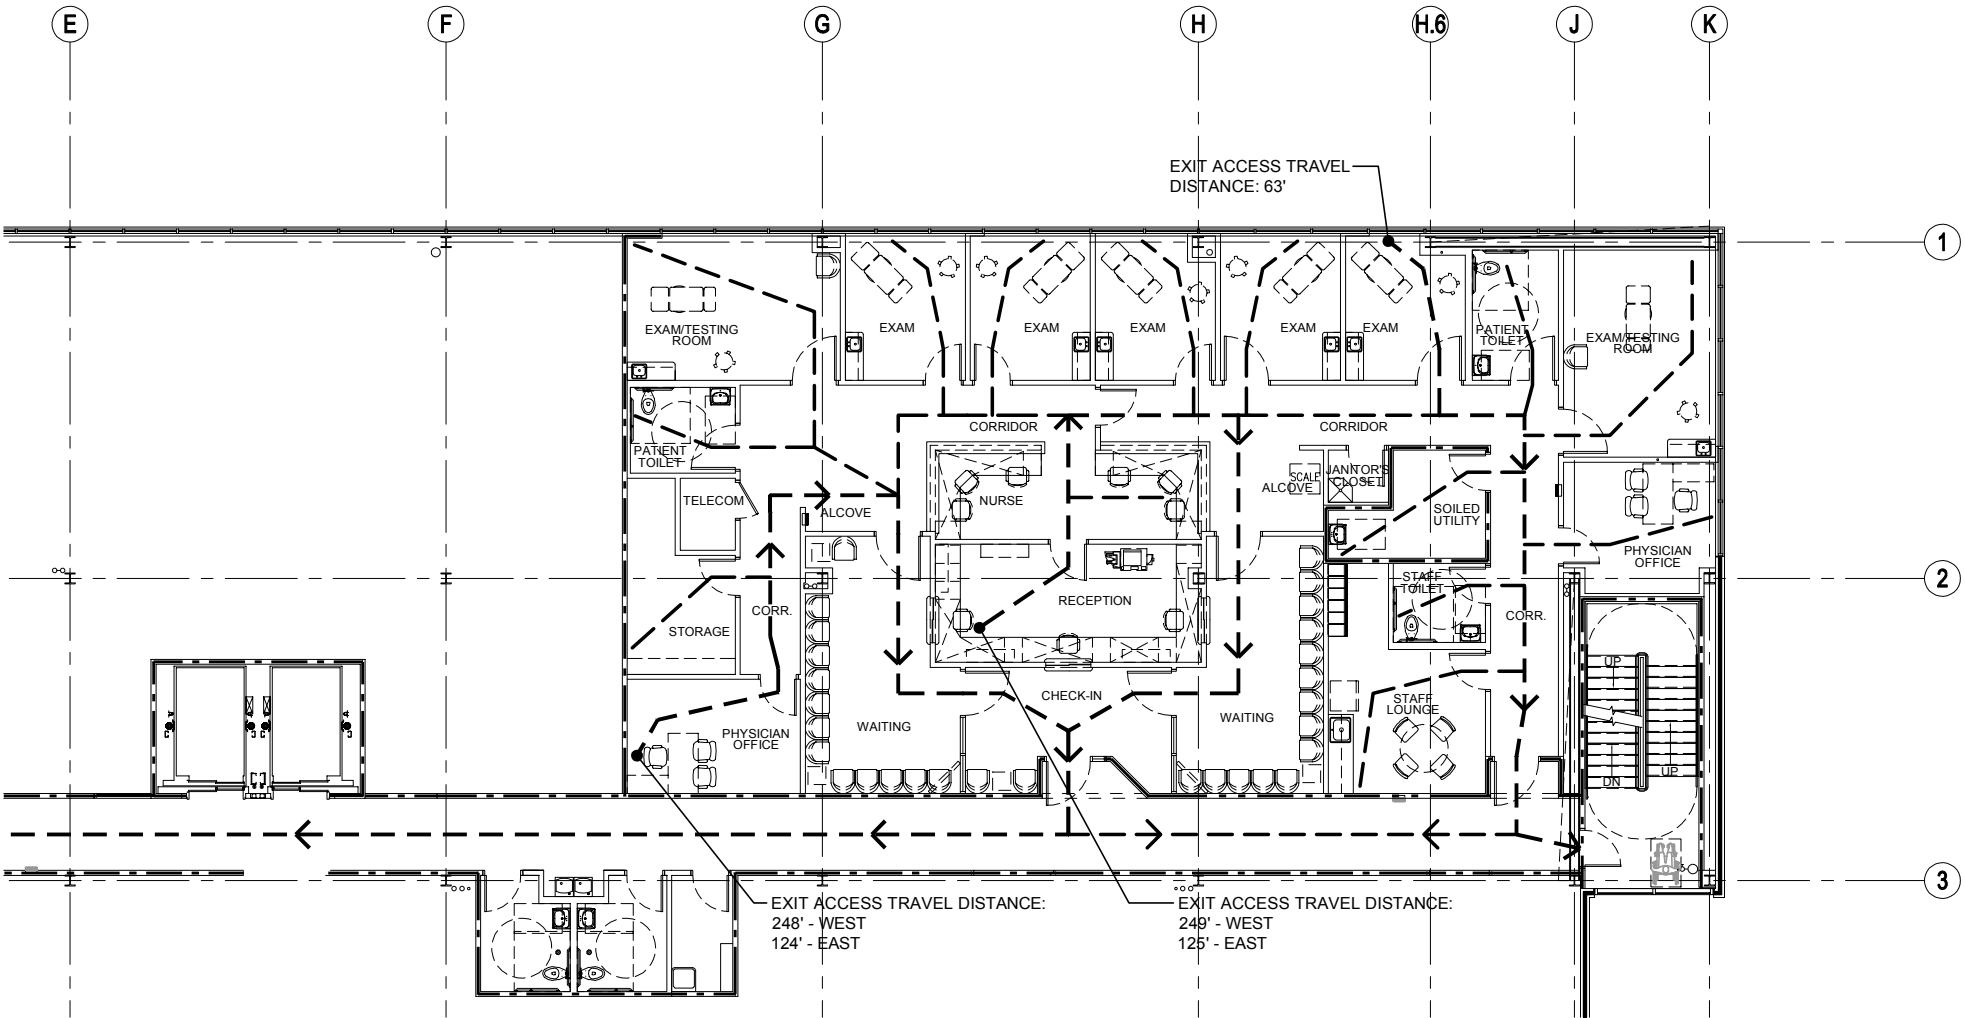 E
F
G
H
H.6
J
K
EXIT ACCESS TRAVEL
DISTANCE: 63'
1
EXAM/TESTING
ROOM
EXAM
EXAM
EXAM
EXAM
EXAM
PATIENT
TOILET
EXAM/TESTING
ROOM
CORRIDOR
CORRIDOR
PATIENT
TOILET
TELECOM
ALCOVE
NURSE
ALCOVE
SCALE
JANITOR'S
CLOSET
SOILED
UTILITY
PHYSICIAN
OFFICE
2
STORAGE
CORR.
RECEPTION
STAFF
TOILET
CORR.
UP
CHECK-IN
WAITING
WAITING
STAFF
LOUNGE
PHYSICIAN
OFFICE
DN
UP
3
EXIT ACCESS TRAVEL DISTANCE:
248' - WEST
124' - EAST
EXIT ACCESS TRAVEL DISTANCE:
249' - WEST
125' - EAST